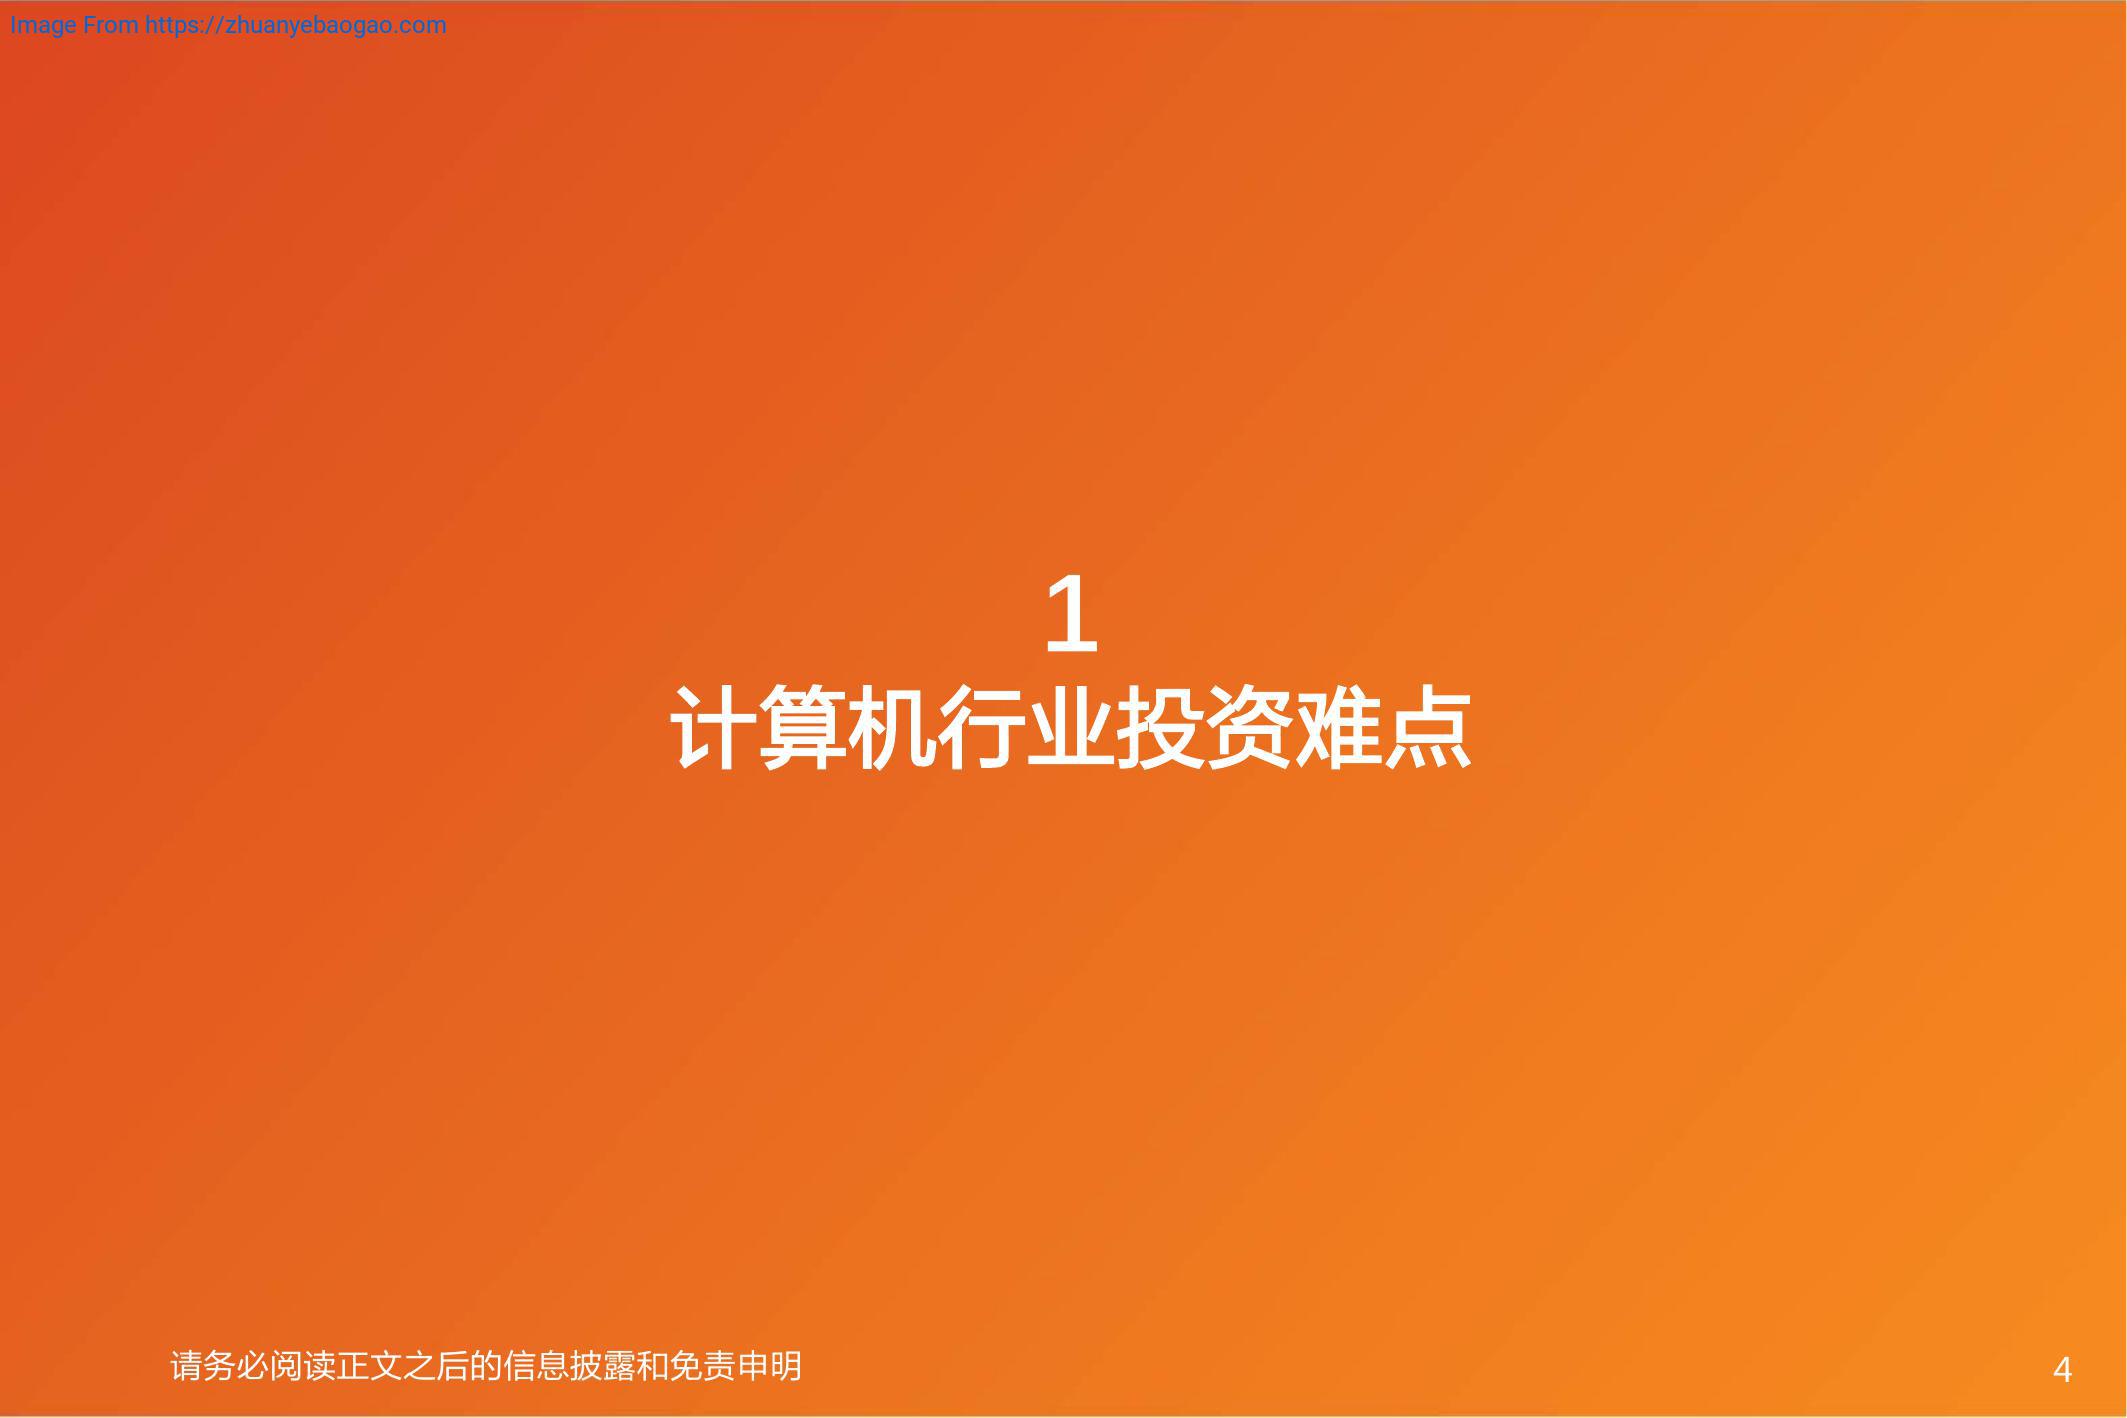 Image From https://zhuanyebaogao.com
1
计算机行业投资难点
请务必阅读正文之后的信息披露和免责申明
4